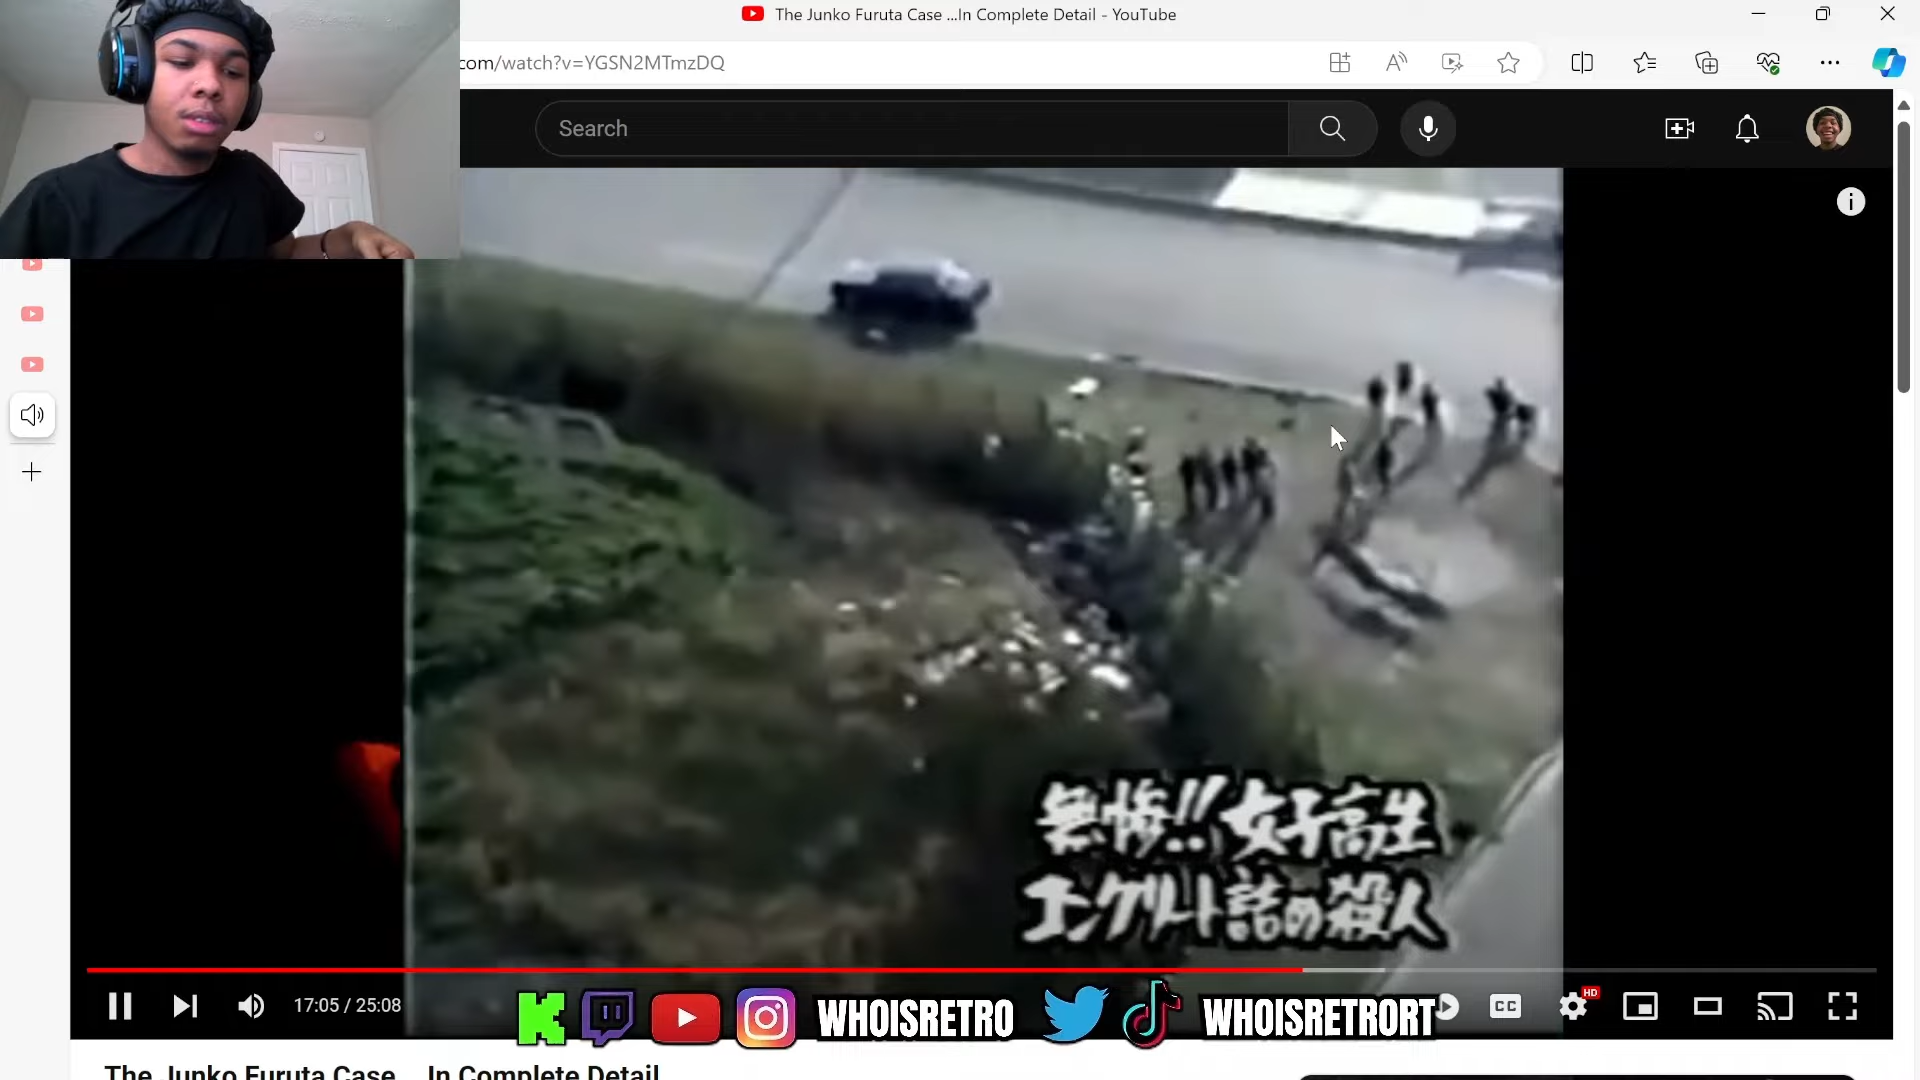 The Junko Furuta Case ...In Complete Detail - YouTube
com/watch?v=YGSN2MTmzDQ
Search
無惨!!女子高生
コンクリート詰め殺人
17:05 / 25:08
WHOISRETRO
WHOISRETRORT
CC
HD
The Junko Furuta Case ...In Complete Detail